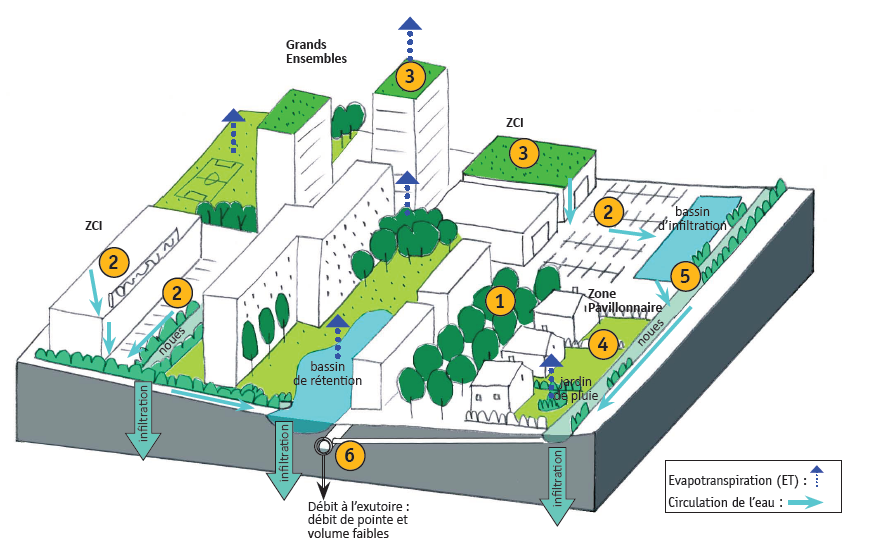 Grands
Ensembles
3
ZCI
3
ZCI
2
2
2
bassin
d'infiltration
5
1
Zone
Pavillonnaire
4
noues
noues
bassin
de rétention
jardin
de pluie
infiltration
infiltration
infiltration
6
Débit à l'exutoire :
débit de pointe et
volume faibles
Evapotranspiration (ET) :
Circulation de l'eau :